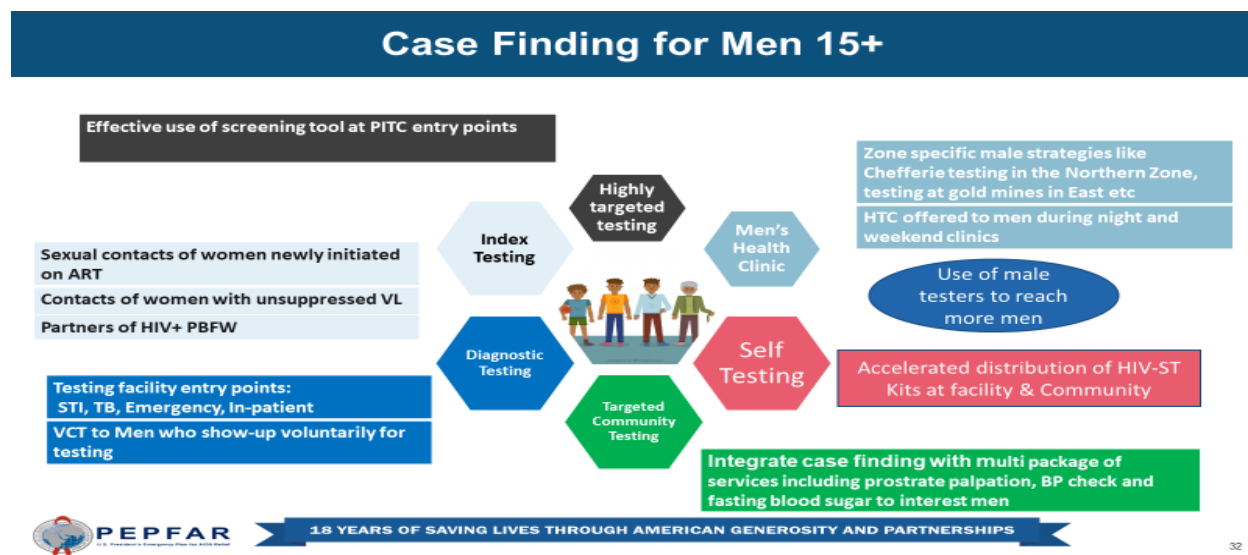 Case Finding for Men 15+
Effective use of screening tool at PITC entry points
Highly
targeted
testing
Zone specific male strategies like
Chefferie testing in the Northern Zone,
testing at gold mines in East etc
HTC offered to men during night and
weekend clinics
Men's
Health
Clinic
Index
Testing
Sexual contacts of women newly initiated
on ART
Contacts of women with unsuppressed VL
Partners of HIV+ PBFW
Use of male
testers to reach
more men
Diagnostic
Testing
Self
Testing
Accelerated distribution of HIV-ST
Kits at facility & Community
Testing facility entry points:
STI, TB, Emergency, In-patient
VCT to Men who show-up voluntarily for
testing
Targeted
Community
Testing
Integrate case finding with multi package of
services including prostrate palpation, BP check and
fasting blood sugar to interest men
PEPFAR
U.S. President's Emergency Plan for AIDS Relief
18 YEARS OF SAVING LIVES THROUGH AMERICAN GENEROSITY AND PARTNERSHIPS
32